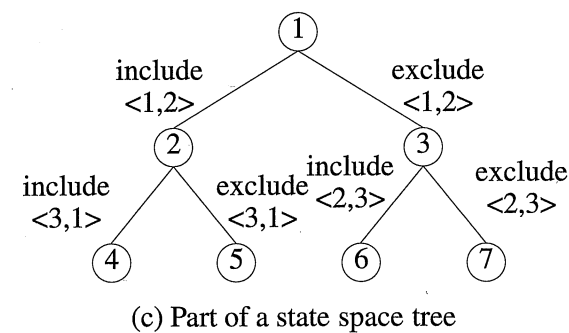 1
include
<1,2>
exclude
<1,2>
2
3
include
<3,1>
exclude
<3,1>
include
<2,3>
exclude
<2,3>
4
5
6
7
(c) Part of a state space tree